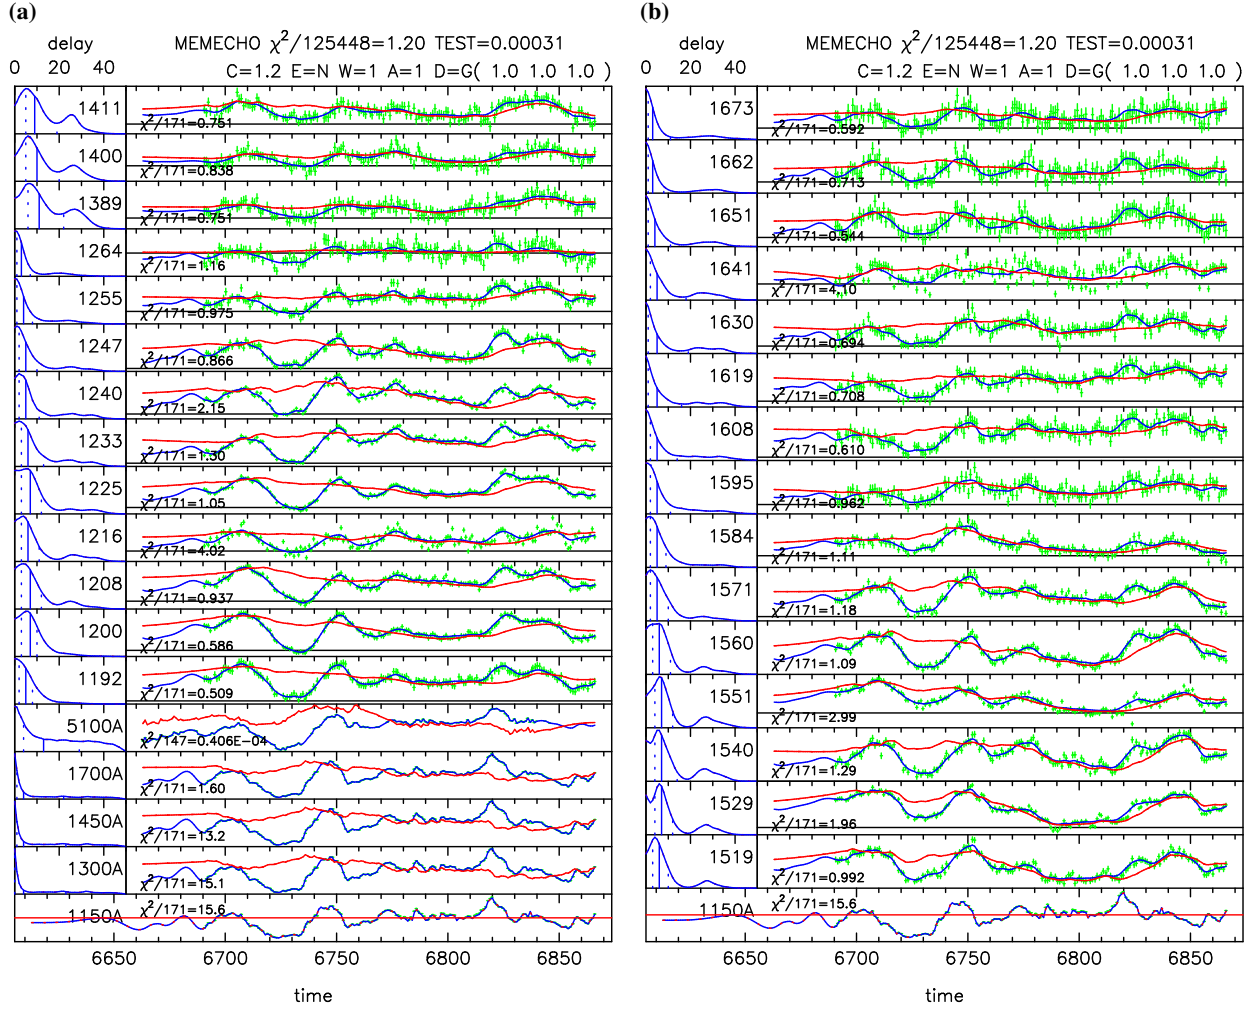 (a)
delay
MEMECHO χ²/125448=1.20 TEST=0.00031
0 20 40
C=1.2 E=N W=1 A=1 D=G( 1.0 1.0 1.0 )
1411
χ²/171=0.751
1400
χ²/171=0.838
1389
χ²/171=0.751
1264
χ²/171=1.16
1255
χ²/171=0.975
1247
χ²/171=0.866
1240
χ²/171=2.15
1233
χ²/171=1.30
1225
χ²/171=1.05
1216
χ²/171=4.02
1208
χ²/171=0.937
1200
χ²/171=0.586
1192
χ²/171=0.509
5100A
χ²/147=0.406E-04
1700A
χ²/171=1.60
1450A
χ²/171=13.2
1300A
χ²/171=15.1
1150A
χ²/171=15.6
6650 6700 6750 6800 6850
time
(b)
delay
MEMECHO χ²/125448=1.20 TEST=0.00031
0 20 40
C=1.2 E=N W=1 A=1 D=G( 1.0 1.0 1.0 )
1673
χ²/171=0.592
1662
χ²/171=0.713
1651
χ²/171=0.544
1641
χ²/171=4.10
1630
χ²/171=0.694
1619
χ²/171=0.708
1608
χ²/171=0.610
1595
χ²/171=0.962
1584
χ²/171=1.11
1571
χ²/171=1.18
1560
χ²/171=1.09
1551
χ²/171=2.99
1540
χ²/171=1.29
1529
χ²/171=1.96
1519
χ²/171=0.992
1150A
χ²/171=15.6
6650 6700 6750 6800 6850
time